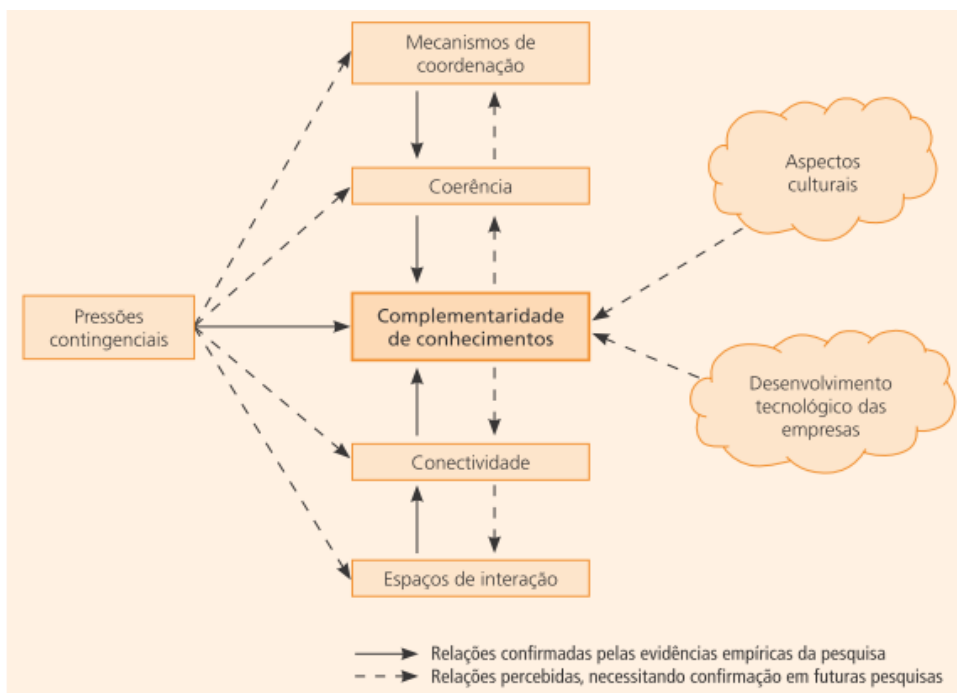 Mecanismos de
coordenação
Coerência
Aspectos
culturais
Pressões
contingenciais
Complementaridade
de conhecimentos
Desenvolvimento
tecnológico das
empresas
Conectividade
Espaços de interação
Relações confirmadas pelas evidências empíricas da pesquisa
Relações percebidas, necessitando confirmação em futuras pesquisas